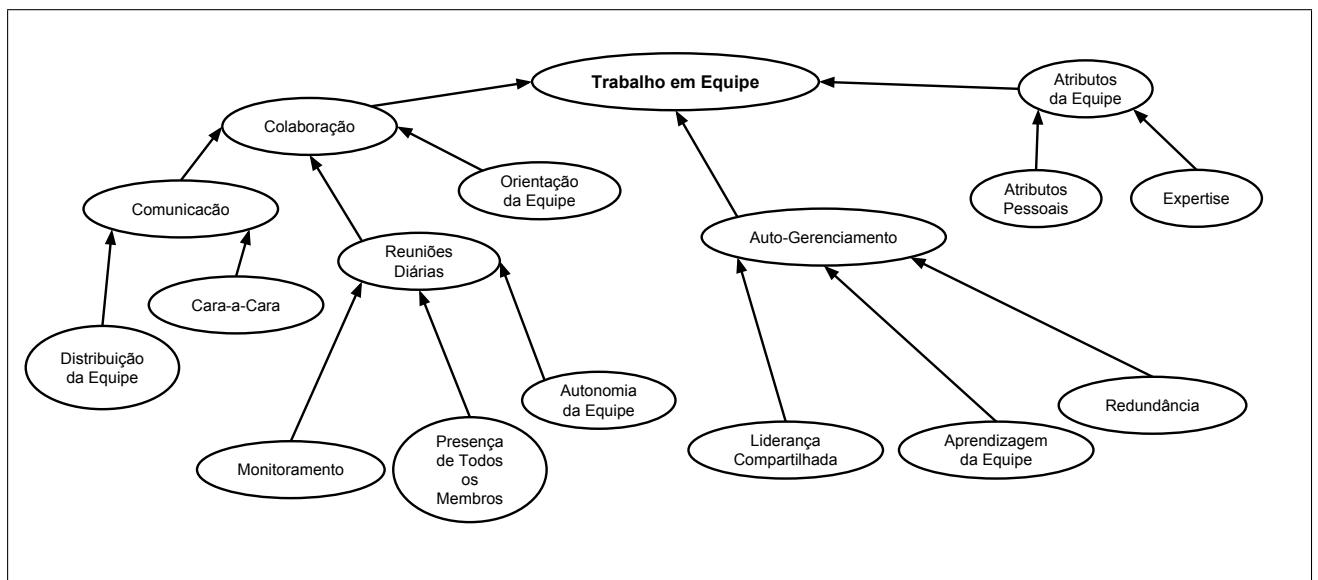 Trabalho em Equipe
Atributos
da Equipe
Colaboração
Orientação
da Equipe
Atributos
Pessoais
Expertise
Comunicacão
Auto-Gerenciamento
Reuniões
Diárias
Cara-a-Cara
Distribuição
da Equipe
Autonomia
da Equipe
Redundância
Monitoramento
Presença
de Todos
os
Membros
Liderança
Compartilhada
Aprendizagem
da Equipe